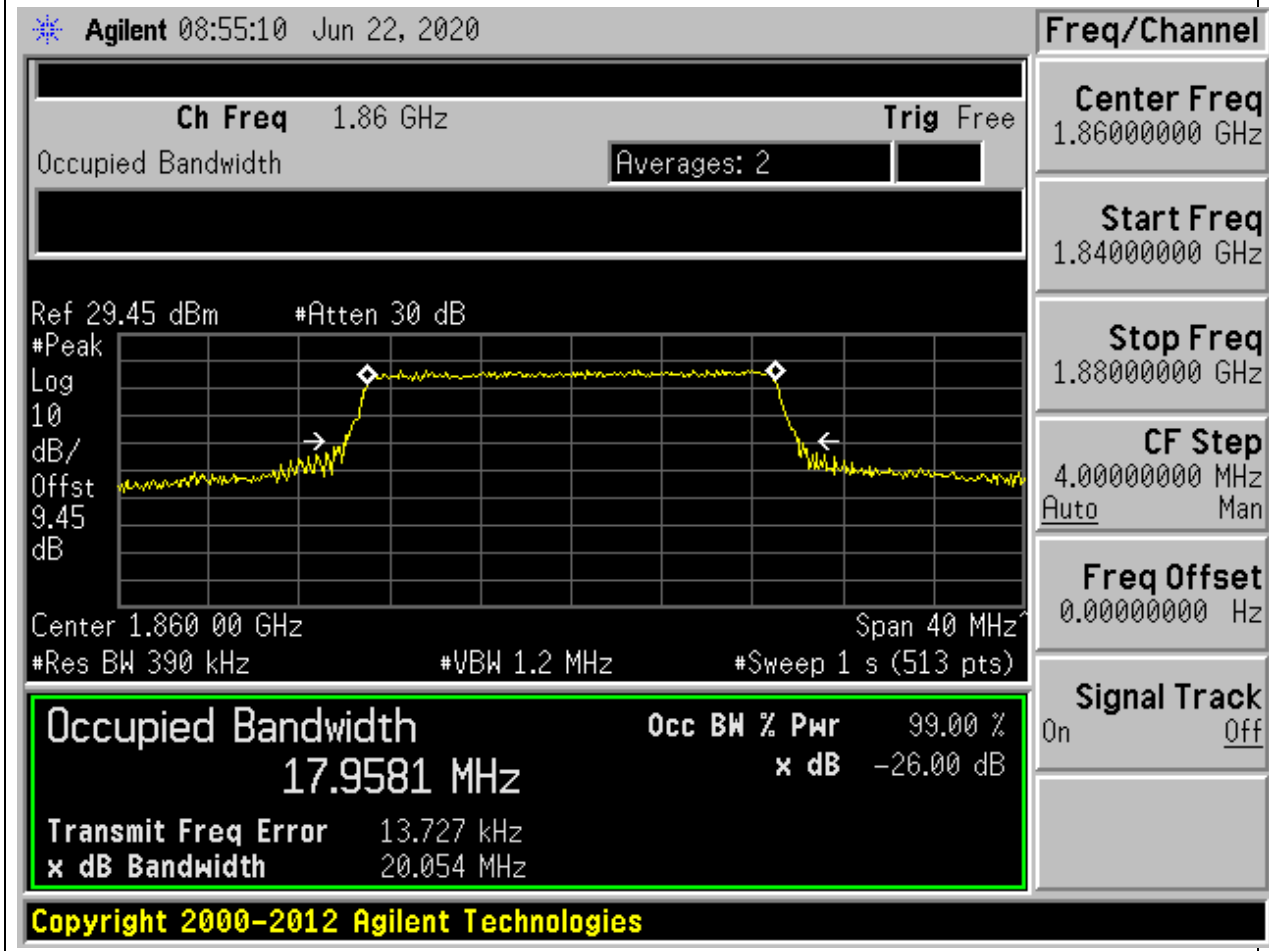 Agilent 08:55:10 Jun 22, 2020
Ch Freq 1.86 GHz Trig Free
Occupied Bandwidth Averages: 2
Ref 29.45 dBm #Atten 30 dB
#Peak
Log
10
dB/
Offst
9.45
dB
Center 1.860 00 GHz Span 40 MHz^
#Res BW 390 kHz #VBW 1.2 MHz #Sweep 1 s (513 pts)
Occupied Bandwidth Occ BW % Pwr 99.00 %
17.9581 MHz x dB -26.00 dB
Transmit Freq Error 13.727 kHz
x dB Bandwidth 20.054 MHz
Copyright 2000-2012 Agilent Technologies
Freq/Channel
Center Freq
1.86000000 GHz
Start Freq
1.84000000 GHz
Stop Freq
1.88000000 GHz
CF Step
4.00000000 MHz
Auto Man
Freq Offset
0.00000000 Hz
Signal Track
On Off